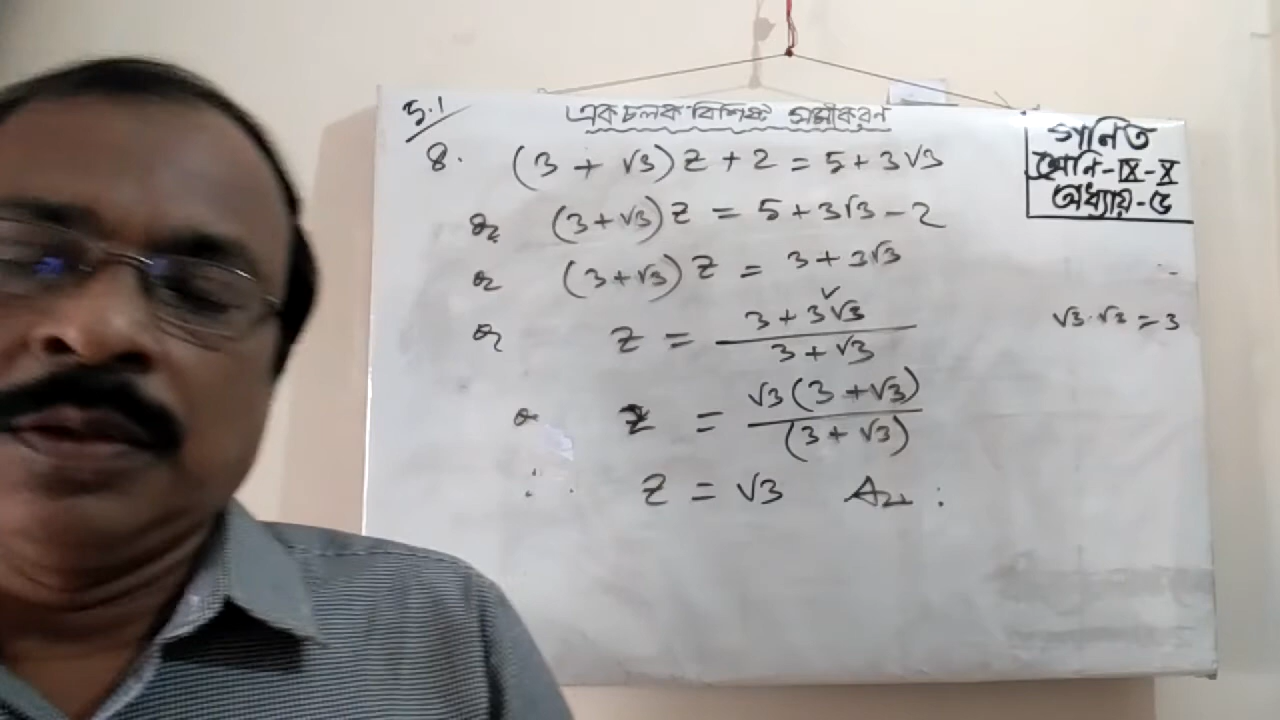 5.1
একচলক বিশিষ্ট সমীকরণ
গণিত
শ্রেনি-IX-X
অধ্যায়-৫
8. (3 + √3) z + 2 = 5 + 3√3
বা (3+√3) z = 5 + 3√3 - 2
বা (3+√3) z = 3 + 3√3
বা z = 3 + 3√3 / 3 + √3
√3 · √3 = 3
বা z = √3 (3 + √3) / (3 + √3)
∴ z = √3 Ans :